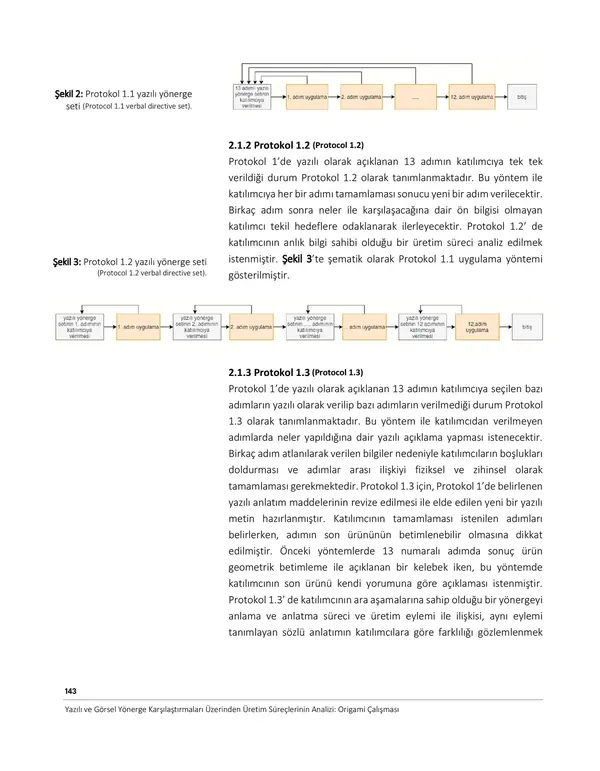 13 adımlı yazılı
yönerge setinin
katılımcıya
verilmesi
1. adım uygulama
2. adım uygulama
.....
12. adım uygulama
bitiş
Şekil 2: Protokol 1.1 yazılı yönerge
seti (Protocol 1.1 verbal directive set).
2.1.2 Protokol 1.2 (Protocol 1.2)
Protokol 1’de yazılı olarak açıklanan 13 adımın katılımcıya tek tek
verildiği durum Protokol 1.2 olarak tanımlanmaktadır. Bu yöntem ile
katılımcıya her bir adımı tamamlaması sonucu yeni bir adım verilecektir.
Birkaç adım sonra neler ile karşılaşacağına dair ön bilgisi olmayan
katılımcı tekil hedeflere odaklanarak ilerleyecektir. Protokol 1.2’ de
katılımcının anlık bilgi sahibi olduğu bir üretim süreci analiz edilmek
istenmiştir. Şekil 3’te şematik olarak Protokol 1.1 uygulama yöntemi
gösterilmiştir.
Şekil 3: Protokol 1.2 yazılı yönerge seti
(Protocol 1.2 verbal directive set).
yazılı yönerge
setinin 1. adımının
katılımcıya
verilmesi
1. adım uygulama
yazılı yönerge
setinin 2. adımının
katılımcıya
verilmesi
2. adım uygulama
yazılı yönerge
setinin..... adımının
katılımcıya
verilmesi
..adım uygulama
yazılı yönerge
setinin 12 adımının
katılımcıya
verilmesi
12.adım
uygulama
bitiş
2.1.3 Protokol 1.3 (Protocol 1.3)
Protokol 1’de yazılı olarak açıklanan 13 adımın katılımcıya seçilen bazı
adımların yazılı olarak verilip bazı adımların verilmediği durum Protokol
1.3 olarak tanımlanmaktadır. Bu yöntem ile katılımcıdan verilmeyen
adımlarda neler yapıldığına dair yazılı açıklama yapması istenecektir.
Birkaç adım atlanılarak verilen bilgiler nedeniyle katılımcıların boşlukları
doldurması ve adımlar arası ilişkiyi fiziksel ve zihinsel olarak
tamamlaması gerekmektedir. Protokol 1.3 için, Protokol 1’de belirlenen
yazılı anlatım maddelerinin revize edilmesi ile elde edilen yeni bir yazılı
metin hazırlanmıştır. Katılımcının tamamlaması istenilen adımları
belirlerken, adımın son ürününün betimlenebilir olmasına dikkat
edilmiştir. Önceki yöntemlerde 13 numaralı adımda sonuç ürün
geometrik betimleme ile açıklanan bir kelebek iken, bu yöntemde
katılımcının son ürünü kendi yorumuna göre açıklaması istenmiştir.
Protokol 1.3’ de katılımcının ara aşamalarına sahip olduğu bir yönergeyi
anlama ve anlatma süreci ve üretim eylemi ile ilişkisi, aynı eylemi
tanımlayan sözlü anlatımın katılımcılara göre farklılığı gözlemlenmek
143
Yazılı ve Görsel Yönerge Karşılaştırmaları Üzerinden Üretim Süreçlerinin Analizi: Origami Çalışması